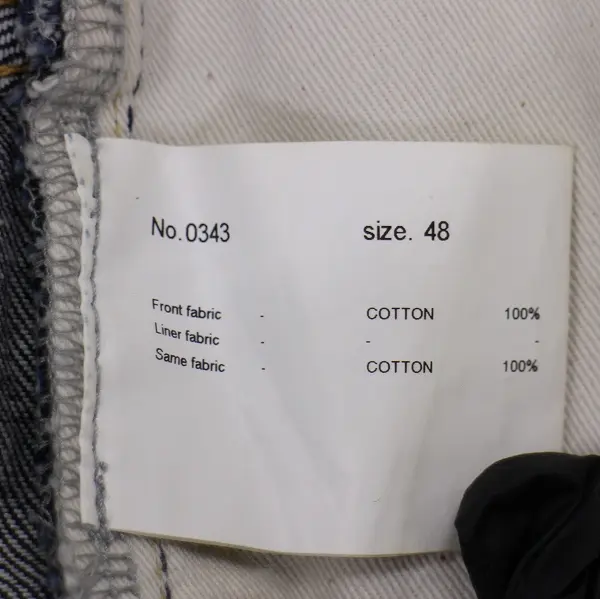 No.0343 size. 48
Front fabric - COTTON 100%
Liner fabric - - -
Same fabric - COTTON 100%